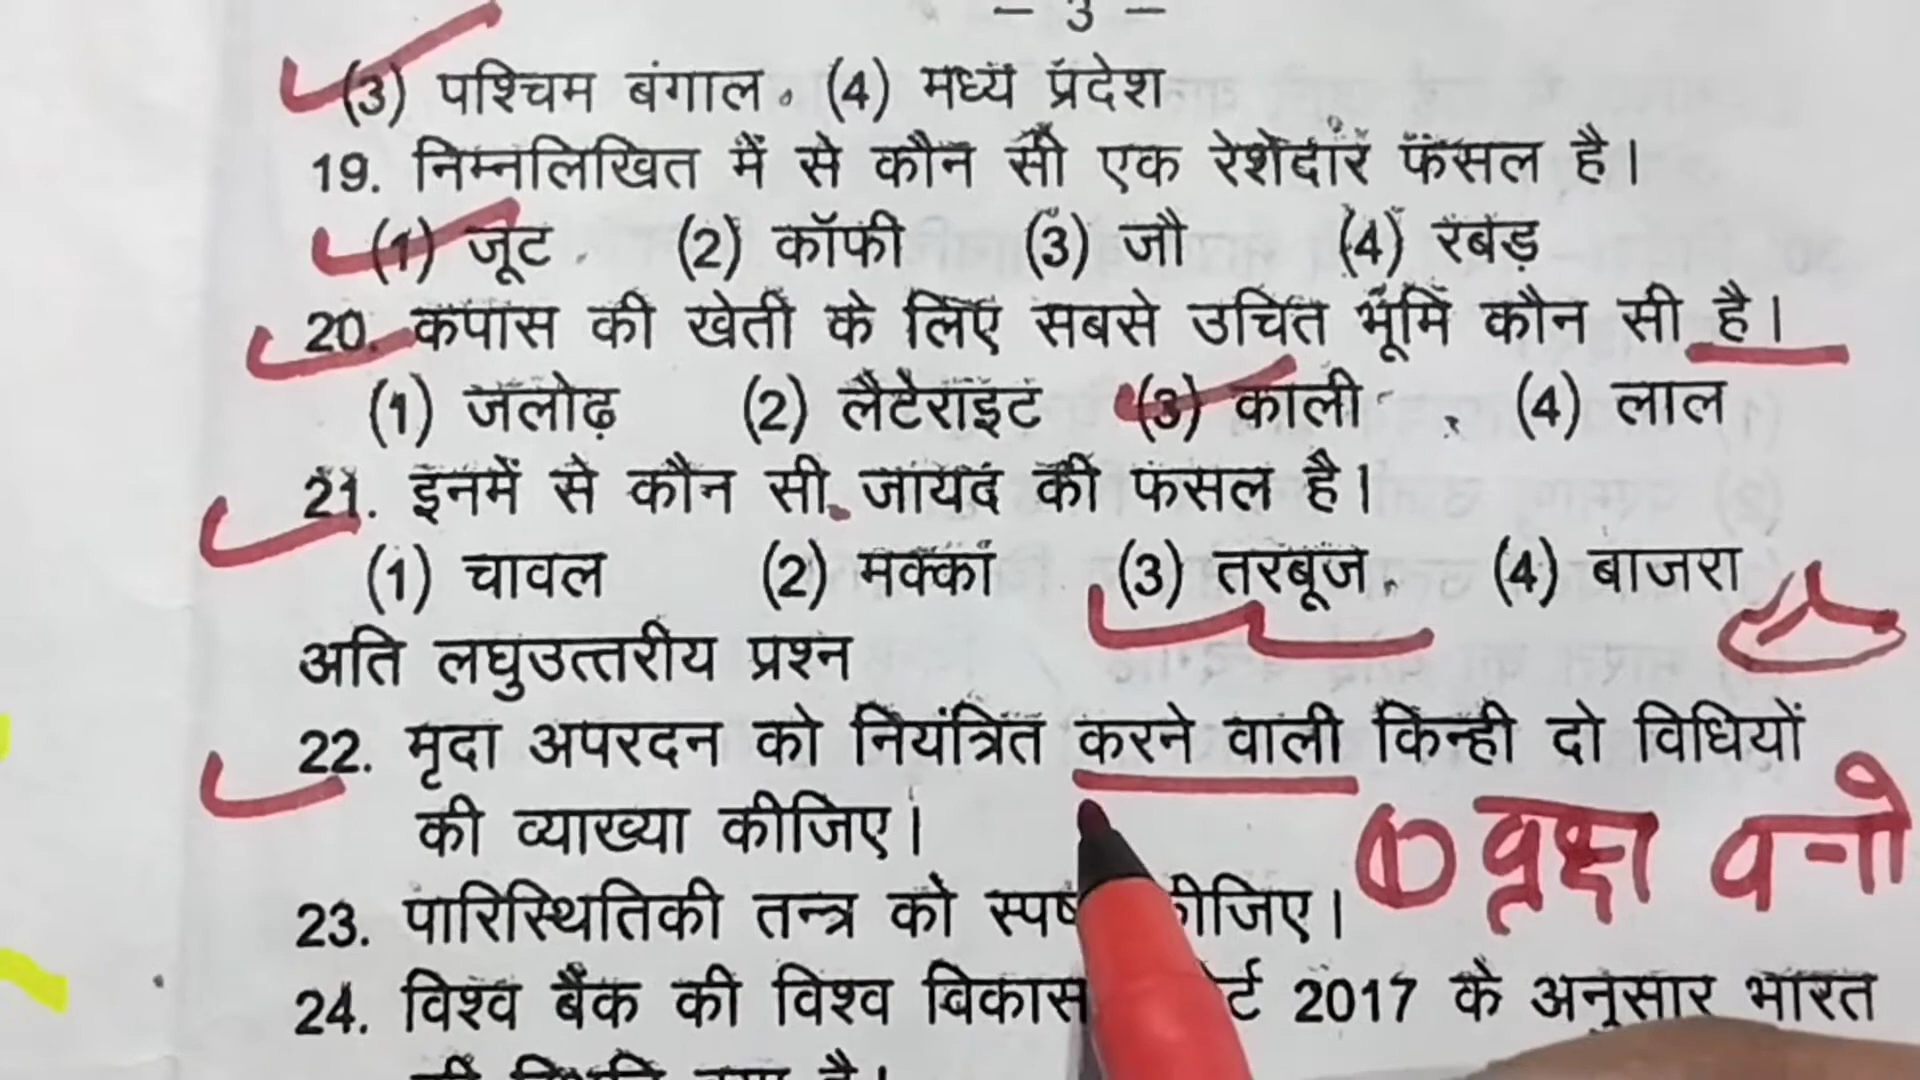 – 3 –
(3) पश्चिम बंगाल (4) मध्य प्रदेश
19. निम्नलिखित में से कौन सी एक रेशेदार फसल है।
(1) जूट (2) कॉफी (3) जौ (4) रबड़
20. कपास की खेती के लिए सबसे उचित भूमि कौन सी है।
(1) जलोढ़ (2) लैटेराइट (3) काली (4) लाल
21. इनमें से कौन सी जायद की फसल है।
(1) चावल (2) मक्का (3) तरबूज (4) बाजरा
अति लघुउत्तरीय प्रश्न
22. मृदा अपरदन को नियंत्रित करने वाली किन्ही दो विधियों
की व्याख्या कीजिए।
① वृक्ष
23. पारिस्थितिकी तन्त्र को कीजिए।
24. विश्व बैंक की विश्व विकास 2017 के अनुसार भारत